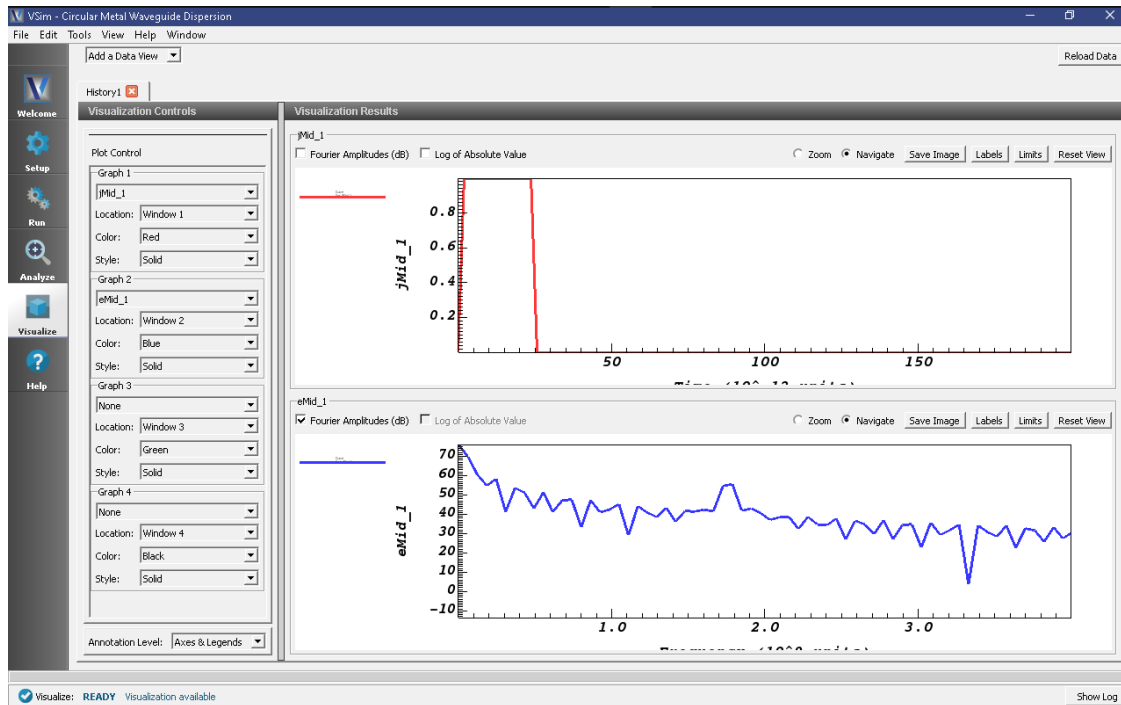 VSim - Circular Metal Waveguide Dispersion
File Edit Tools View Help Window
Add a Data View
Reload Data
History1
Welcome
Setup
Run
Analyze
Visualize
Help
Visualization Controls
Plot Control
Graph 1
jMid_1
Location: Window 1
Color: Red
Style: Solid
Graph 2
eMid_1
Location: Window 2
Color: Blue
Style: Solid
Graph 3
None
Location: Window 3
Color: Green
Style: Solid
Graph 4
None
Location: Window 4
Color: Black
Style: Solid
Annotation Level: Axes & Legends
Visualization Results
jMid_1
Fourier Amplitudes (dB) Log of Absolute Value Zoom Navigate Save Image Labels Limits Reset View
jMid_1
0.8
0.6
0.4
0.2
50 100 150
eMid_1
Fourier Amplitudes (dB) Log of Absolute Value Zoom Navigate Save Image Labels Limits Reset View
eMid_1
70
60
50
40
30
20
10
0
-10
1.0 2.0 3.0
Visualize: READY Visualization available
Show Log